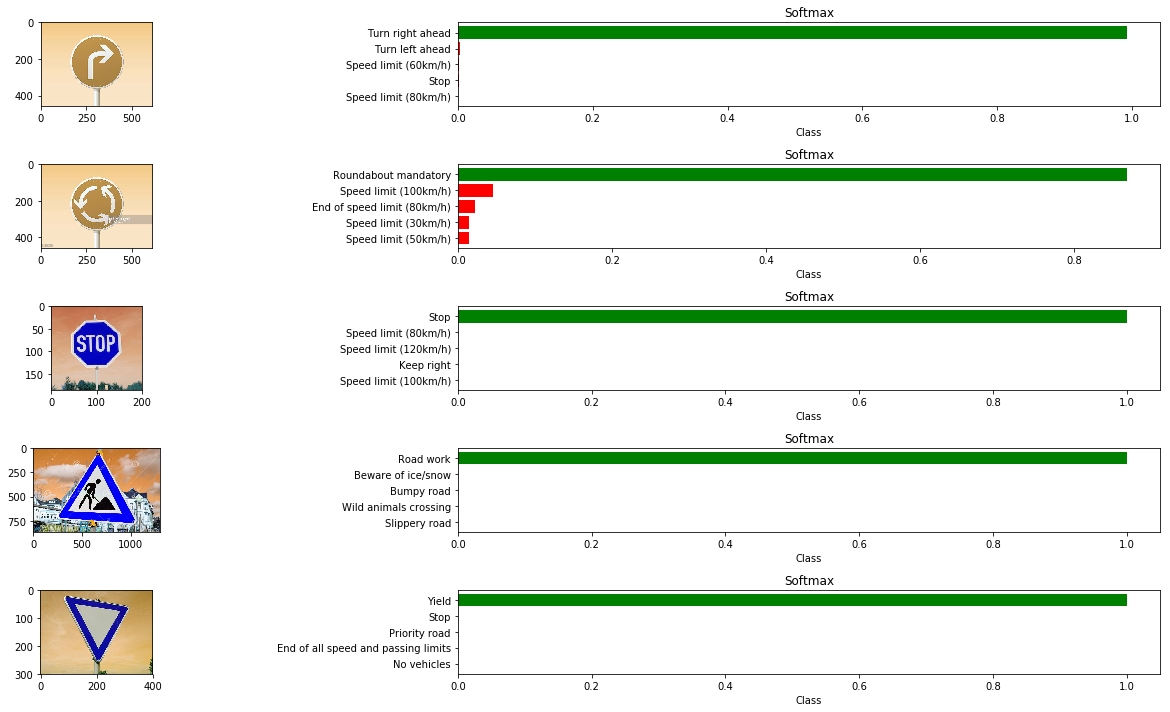 Softmax
0
200
400
0 250 500
Turn right ahead
Turn left ahead
Speed limit (60km/h)
Stop
Speed limit (80km/h)
0.0 0.2 0.4 0.6 0.8 1.0
Class
Softmax
0
200
400
0 250 500
Roundabout mandatory
Speed limit (100km/h)
End of speed limit (80km/h)
Speed limit (30km/h)
Speed limit (50km/h)
0.0 0.2 0.4 0.6 0.8
Class
Softmax
0
50
100
150
0 100 200
STOP
Stop
Speed limit (80km/h)
Speed limit (120km/h)
Keep right
Speed limit (100km/h)
0.0 0.2 0.4 0.6 0.8 1.0
Class
Softmax
0
250
500
750
0 500 1000
Road work
Beware of ice/snow
Bumpy road
Wild animals crossing
Slippery road
0.0 0.2 0.4 0.6 0.8 1.0
Class
Softmax
0
100
200
300
0 200 400
Yield
Stop
Priority road
End of all speed and passing limits
No vehicles
0.0 0.2 0.4 0.6 0.8 1.0
Class